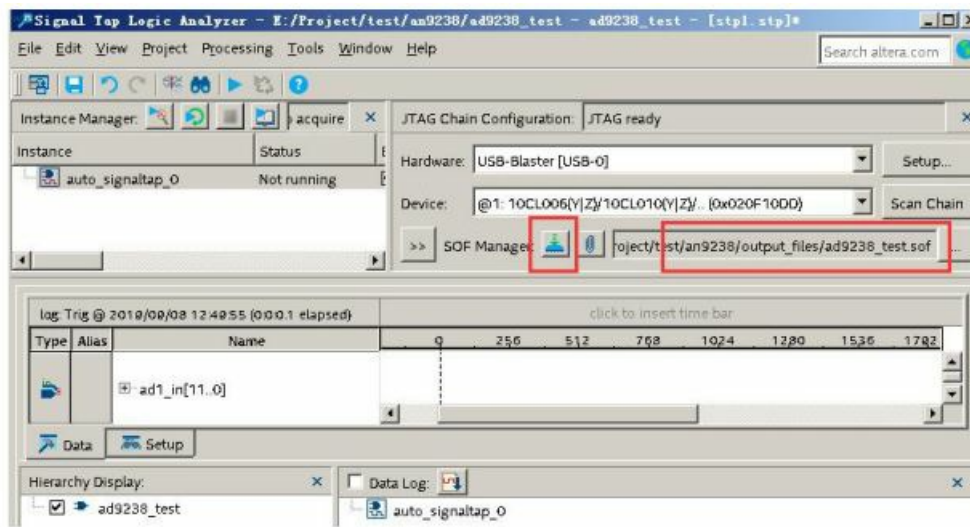 Signal Tap Logic Analyzer - E:/Project/test/an9238/ad9238_test - ad9238_test - [stp1.stp]*
File Edit View Project Processing Tools Window Help
Search altera.com
Instance Manager: acquire
JTAG Chain Configuration: JTAG ready
Instance Status
Hardware: USB-Blaster [USB-0] Setup...
auto_signaltap_0 Not running
Device: @1: 10CL006(Y|Z)/10CL010(Y|Z)/.. (0x020F10DD) Scan Chain
>> SOF Manager: roject/test/an9238/output_files/ad9238_test.sof ...
log: Trig @ 2019/09/08 12:49:55 (0:0:0.1 elapsed) click to insert time bar
Type Alias Name 0 256 512 768 1024 1280 1536 1792
ad1_in[11..0]
Data Setup
Hierarchy Display: Data Log:
ad9238_test auto_signaltap_0